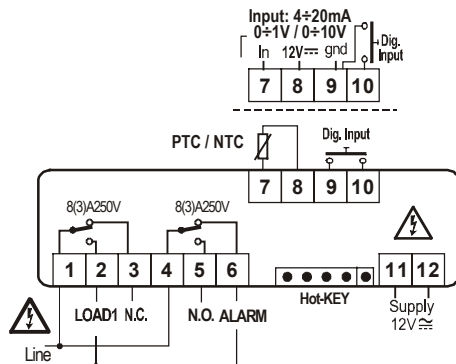 Input: 4÷20mA
0÷1V / 0÷10V
In 12V⎓ gnd
Dig.
Input
7 8 9 10
PTC / NTC
Dig. Input
7 8 9 10
8(3)A250V 8(3)A250V
1 2 3 4 5 6
11 12
LOAD1 N.C. N.O. ALARM
Hot-KEY
Supply
12V≂
Line